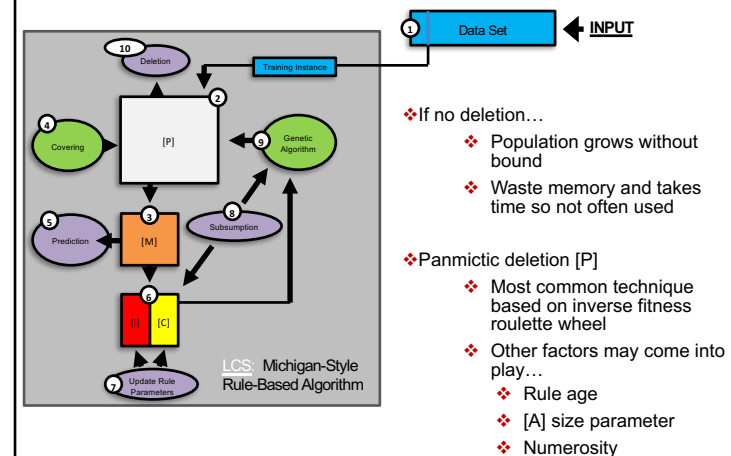 1
Data Set
INPUT
10
Deletion
Training Instance
2
4
Covering
[P]
9
Genetic
Algorithm
❖If no deletion…
❖ Population grows without
bound
❖ Waste memory and takes
time so not often used
5
Prediction
3
[M]
8
Subsumption
❖Panmictic deletion [P]
❖ Most common technique
based on inverse fitness
roulette wheel
❖ Other factors may come into
play…
❖ Rule age
❖ [A] size parameter
❖ Numerosity
6
[I]
[C]
7
Update Rule
Parameters
LCS: Michigan-Style
Rule-Based Algorithm